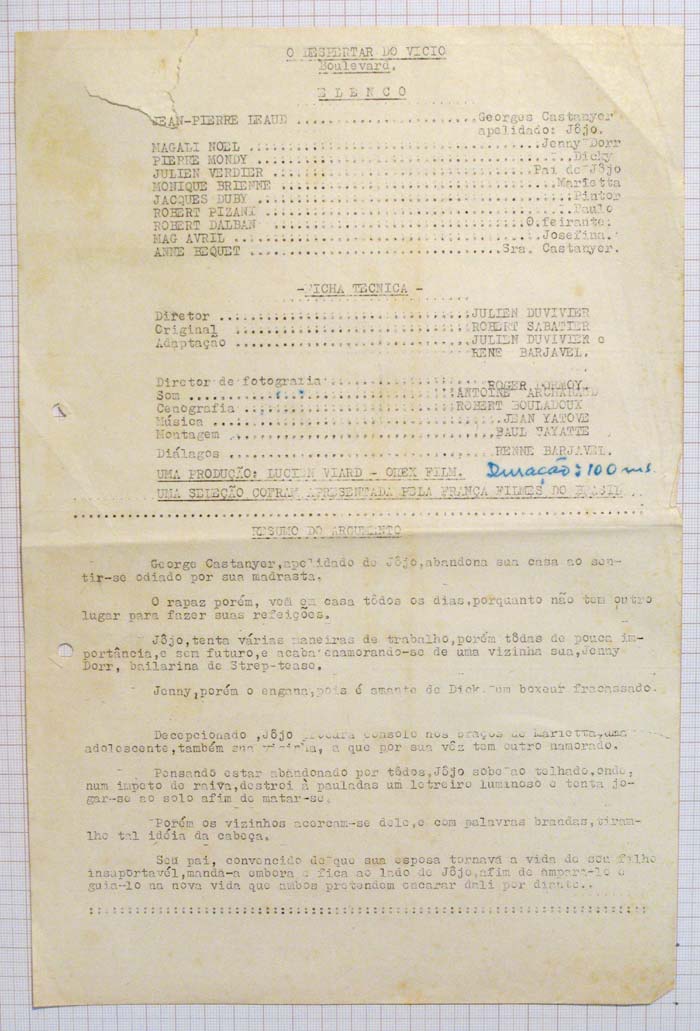 O DESPERTAR DO VICIO
Boulevard.
E L E N C O
JEAN-PIERRE LEAUD ........................Georges Castanyer
apelidado: Jôjo.
MAGALI NOEL ......................................Jenny Dorr
PIERRE MONDY ..........................................Dicky
JULIEN VERDIER ...................................Pai de Jôjo
MONIQUE BRIENNE ....................................Marietta
JACQUES DUBY .........................................Pintor
ROBERT PIZANI .........................................Paulo
ROBERT DALBAN ....................................O.feirante.
MAG AVRIL .........................................Josefina.
ANNE BEQUET .................................Sra. Castanyer.
-FICHA TECNICA -
Diretor .................................JULIEN DUVIVIER
Original ................................ROBERT SABATIER
Adaptação ...............................JULIEN DUVIVIER e
RENE BARJAVEL.
Diretor de fotografia ......................ROGER
Som ...................................ANTOINE ARCHIMBAUD
Cenografia .............................ROBERT BOULADOUX
Música .......................................JEAN YATOVE
Montagem .....................................PAUL CAYATTE
Diálagos .....................................RENNE BARJAVEL.
UMA PRODUÇÃO: LUCIEN VIARD - OREX FILM. Duração: 100 ms.
UMA SELEÇÃO COFRAM APRESENTADA PELA FRANÇA FILMES DO BRASIL
RESUMO DO ARGUMENTO
George Castanyer,apelidado de Jôjo,abandona sua casa ao sen-
tir-se odiado por sua madrasta.
O rapaz porém, vem em casa tôdos os dias,porquanto não tem outro
lugar para fazer suas refeições.
Jôjo,tenta várias maneiras de trabalho,porém tôdas de pouca im-
portância,e sem futuro,e acaba enamorando-se de uma vizinha sua,Jenny
Dorr, bailarina de Strep-tease.
Jenny,porém o engana,pois é amante de Dick. um boxeur fracassado.
Decepcionado ,Jôjo procura consolo nos braços de Marietta,uma
adolescente,também sua vizinha, a que por sua vêz tem outro namorado.
Pensando estar abandonado por tôdos,Jôjo sobe ao telhado,onde,
num impeto de raiva,destroi à pauladas um letreiro luminoso e tenta jo-
gar-se ao solo afim de matar-se.
Porém os vizinhos acercam-se dele,e com palavras brandas,tiram-
lhe tal idéia da cabeça.
Seu pai, convencido de que sua esposa tornava a vida de seu filho
insuportavél,manda-a embora e fica ao lado de Jôjo,afim de ampara-lo e
guia-lo na nova vida que ambos pretendem encarar dali por diante..